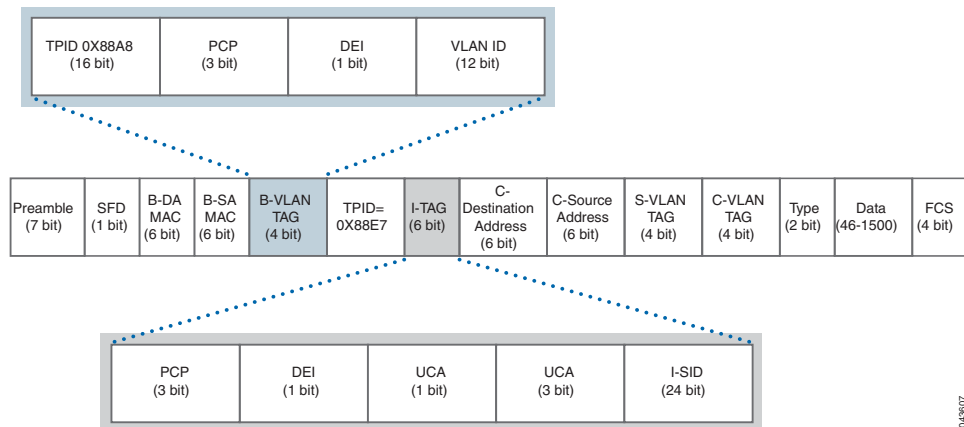 TPID 0X88A8
(16 bit)
PCP
(3 bit)
DEI
(1 bit)
VLAN ID
(12 bit)
Preamble
(7 bit)
SFD
(1 bit)
B-DA
MAC
(6 bit)
B-SA
MAC
(6 bit)
B-VLAN
TAG
(4 bit)
TPID=
0X88E7
I-TAG
(6 bit)
C-
Destination
Address
(6 bit)
C-Source
Address
(6 bit)
S-VLAN
TAG
(4 bit)
C-VLAN
TAG
(4 bit)
Type
(2 bit)
Data
(46-1500)
FCS
(4 bit)
PCP
(3 bit)
DEI
(1 bit)
UCA
(1 bit)
UCA
(3 bit)
I-SID
(24 bit)
043607